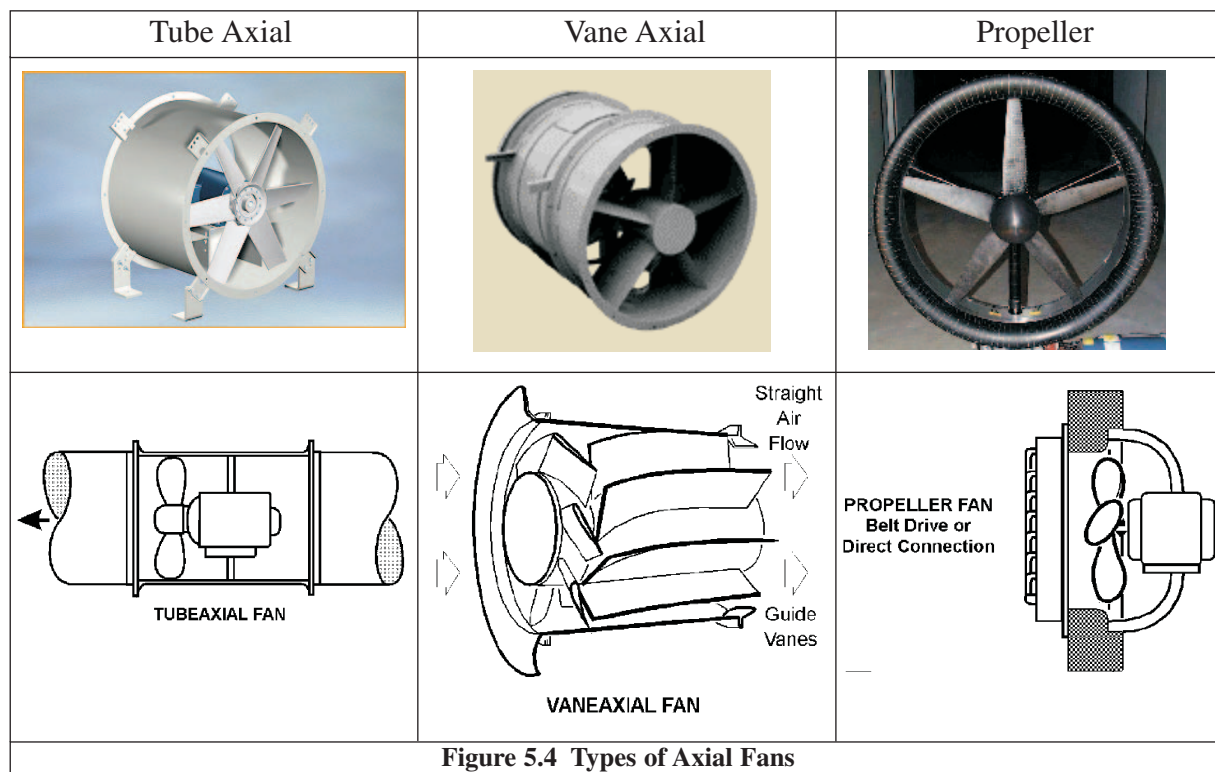 Tube Axial
Vane Axial
Propeller
TUBEAXIAL FAN
Straight
Air
Flow
Guide
Vanes
VANEAXIAL FAN
PROPELLER FAN
Belt Drive or
Direct Connection
Figure 5.4 Types of Axial Fans